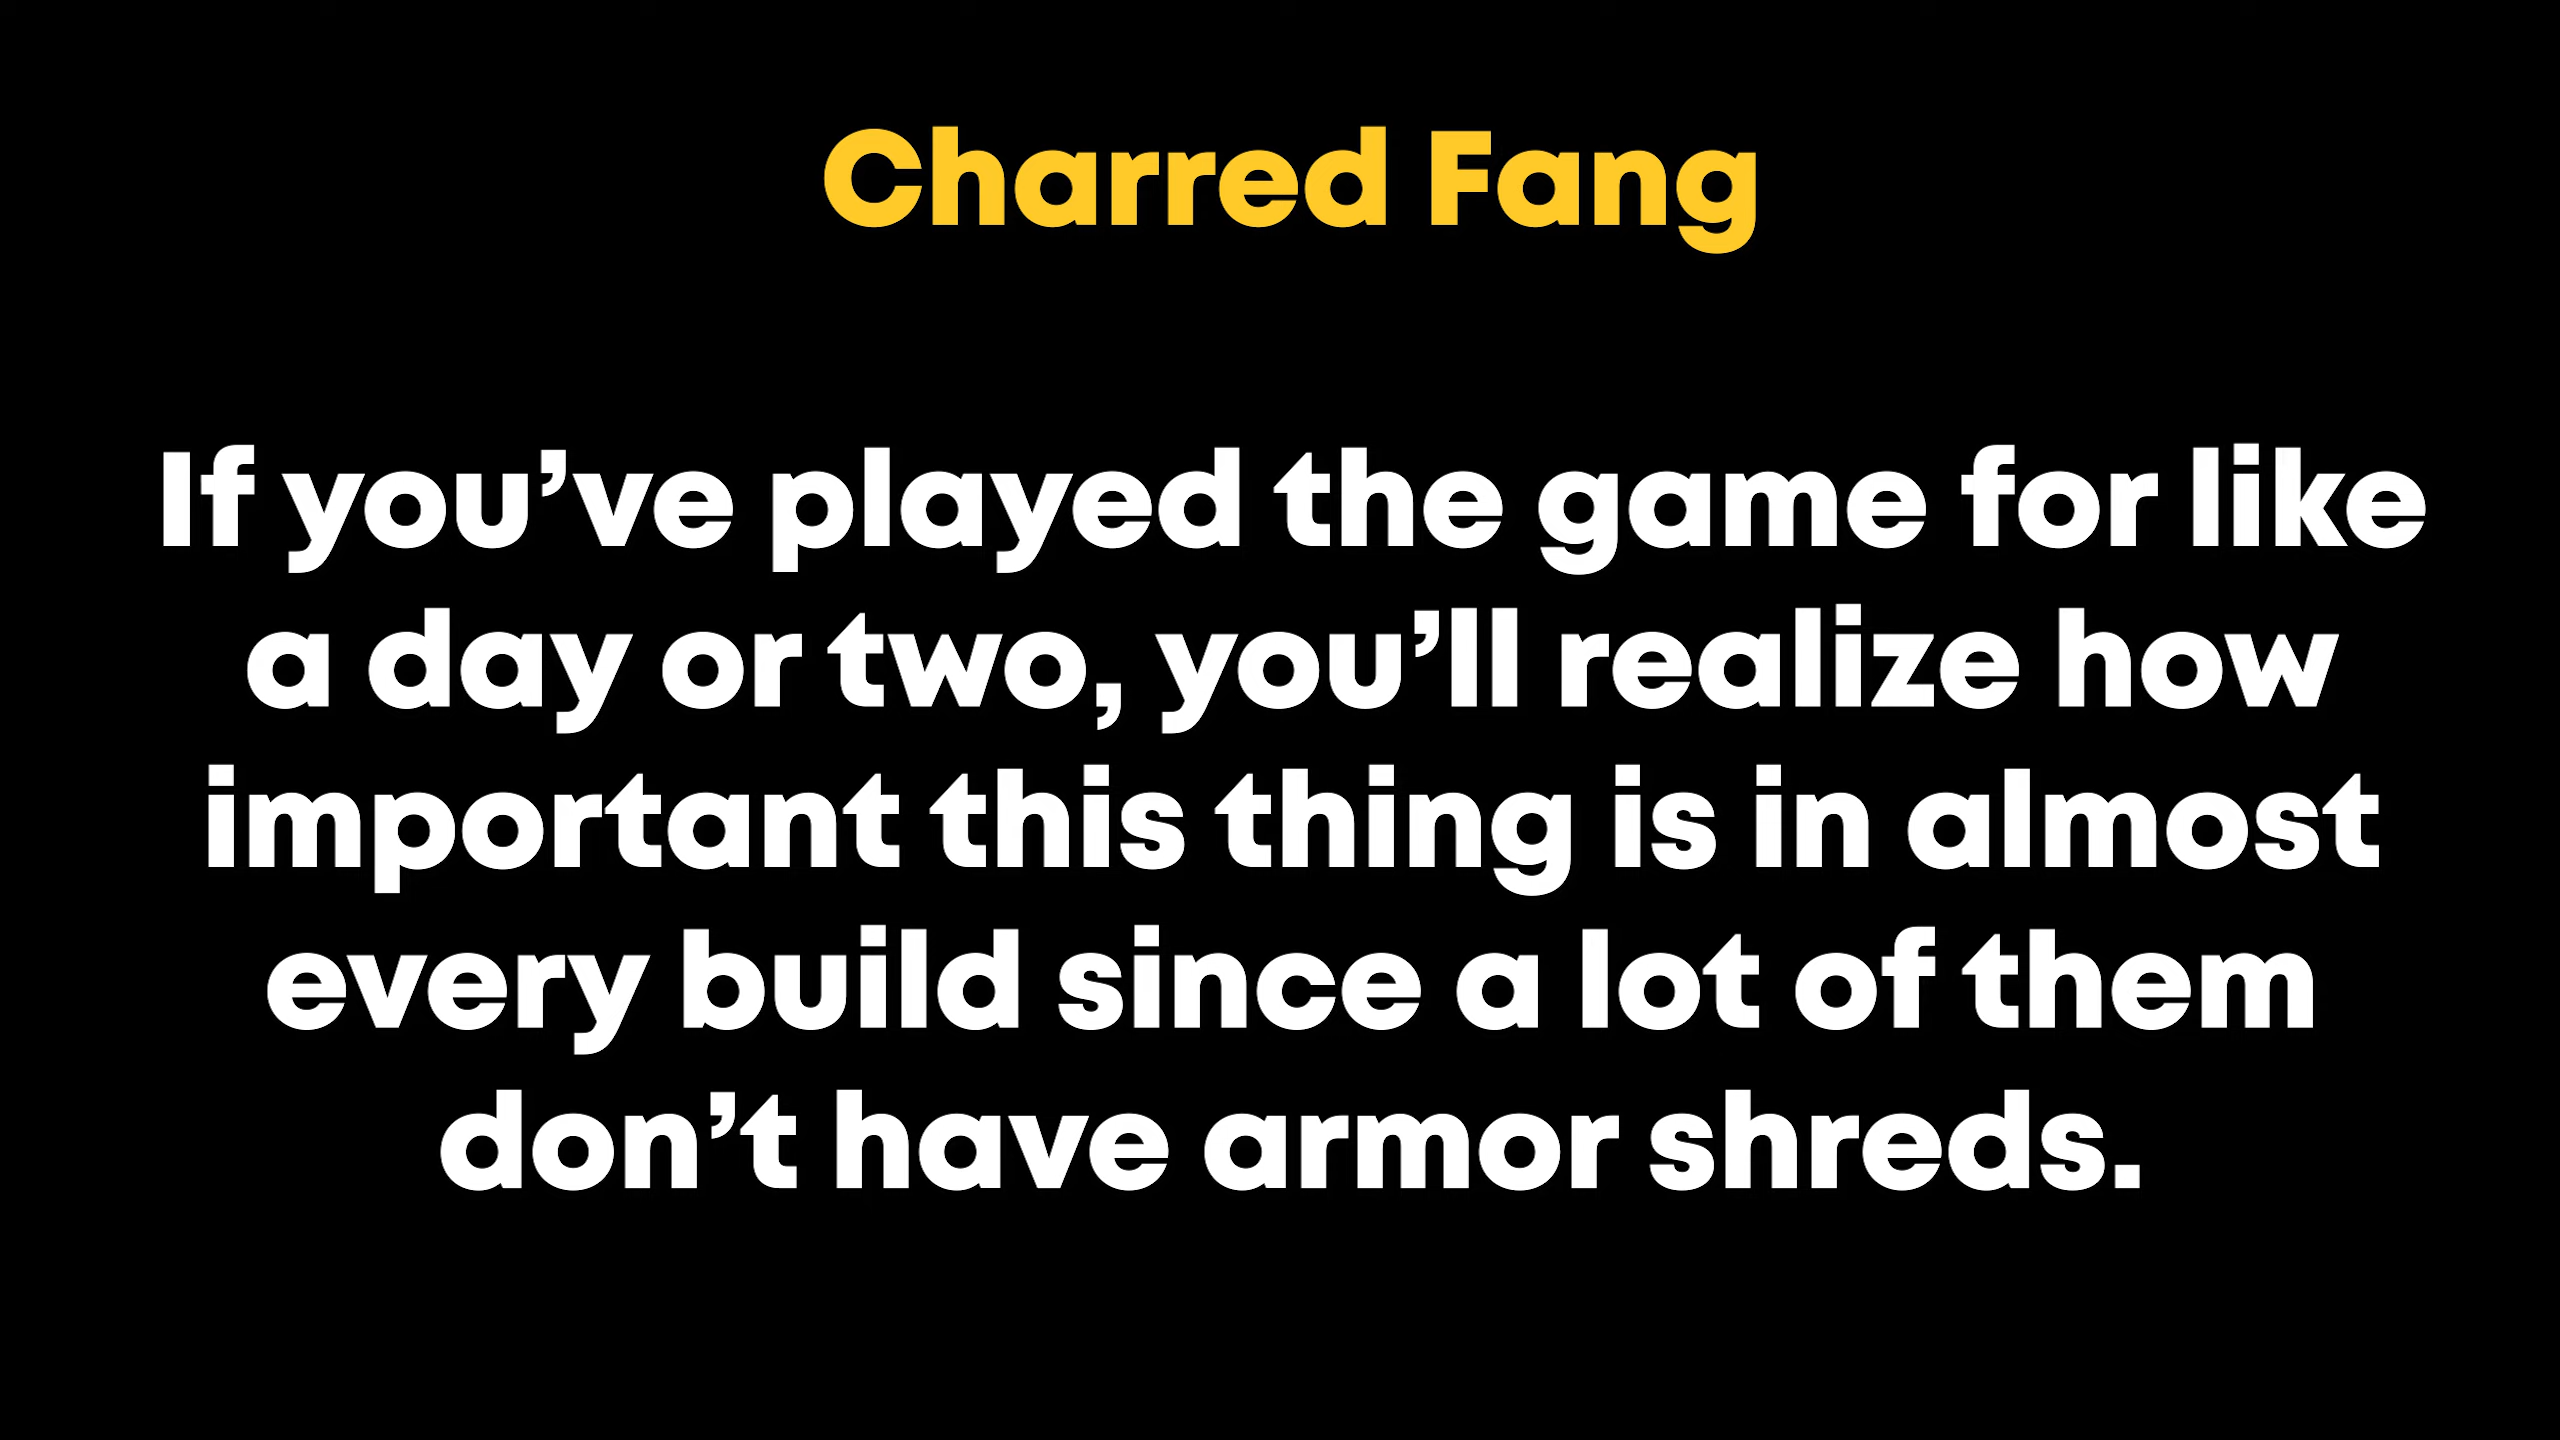 Charred Fang
If you’ve played the game for like
a day or two, you’ll realize how
important this thing is in almost
every build since a lot of them
don’t have armor shreds.